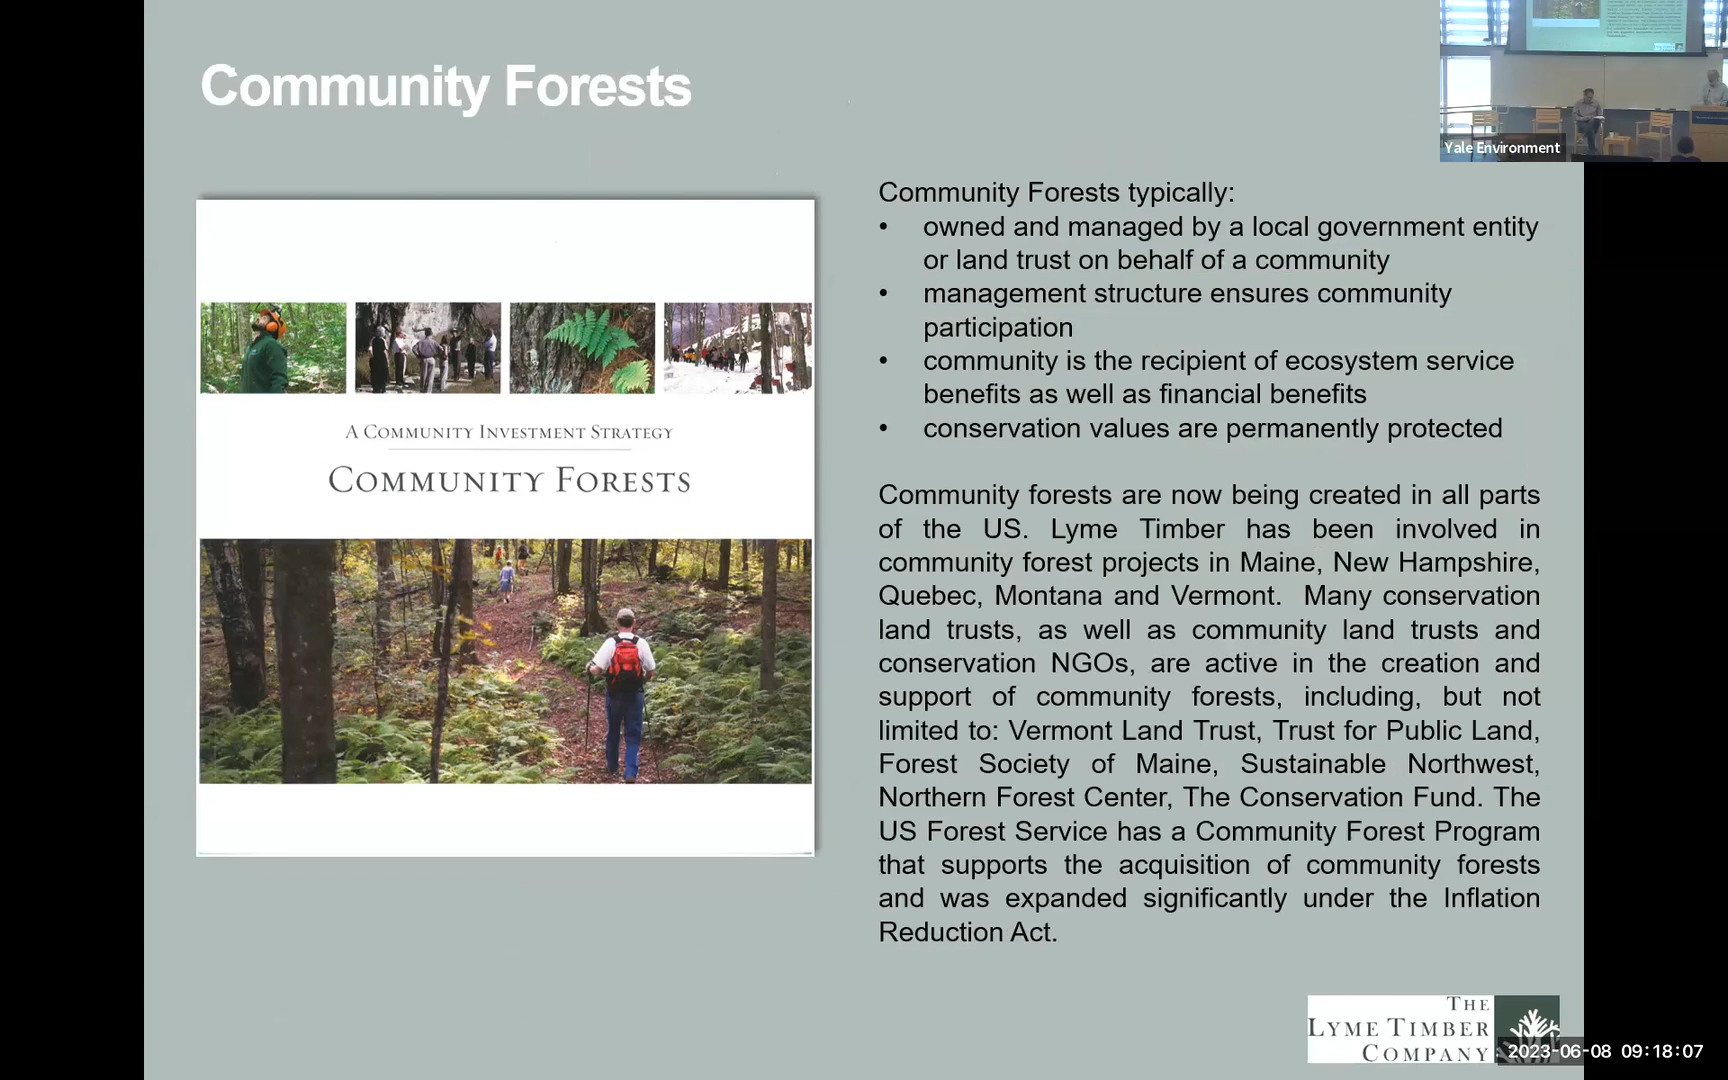 Community Forests
Yale Environment
A Community Investment Strategy
Community Forests
Community Forests typically:
• owned and managed by a local government entity
or land trust on behalf of a community
• management structure ensures community
participation
• community is the recipient of ecosystem service
benefits as well as financial benefits
• conservation values are permanently protected
Community forests are now being created in all parts
of the US. Lyme Timber has been involved in
community forest projects in Maine, New Hampshire,
Quebec, Montana and Vermont. Many conservation
land trusts, as well as community land trusts and
conservation NGOs, are active in the creation and
support of community forests, including, but not
limited to: Vermont Land Trust, Trust for Public Land,
Forest Society of Maine, Sustainable Northwest,
Northern Forest Center, The Conservation Fund. The
US Forest Service has a Community Forest Program
that supports the acquisition of community forests
and was expanded significantly under the Inflation
Reduction Act.
The
Lyme Timber
Company
2023-06-08 09:18:07